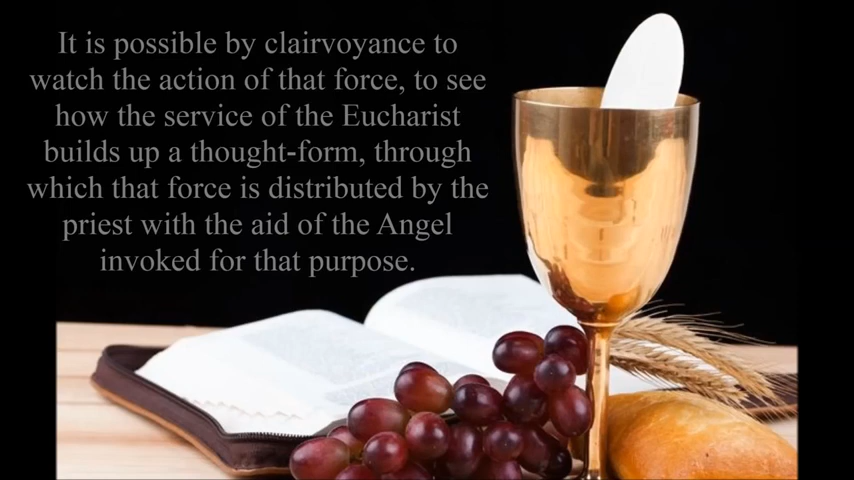 It is possible by clairvoyance to
watch the action of that force, to see
how the service of the Eucharist
builds up a thought-form, through
which that force is distributed by the
priest with the aid of the Angel
invoked for that purpose.